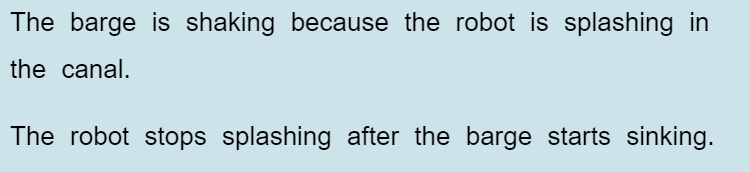 The barge is shaking because the robot is splashing in
the canal.
The robot stops splashing after the barge starts sinking.